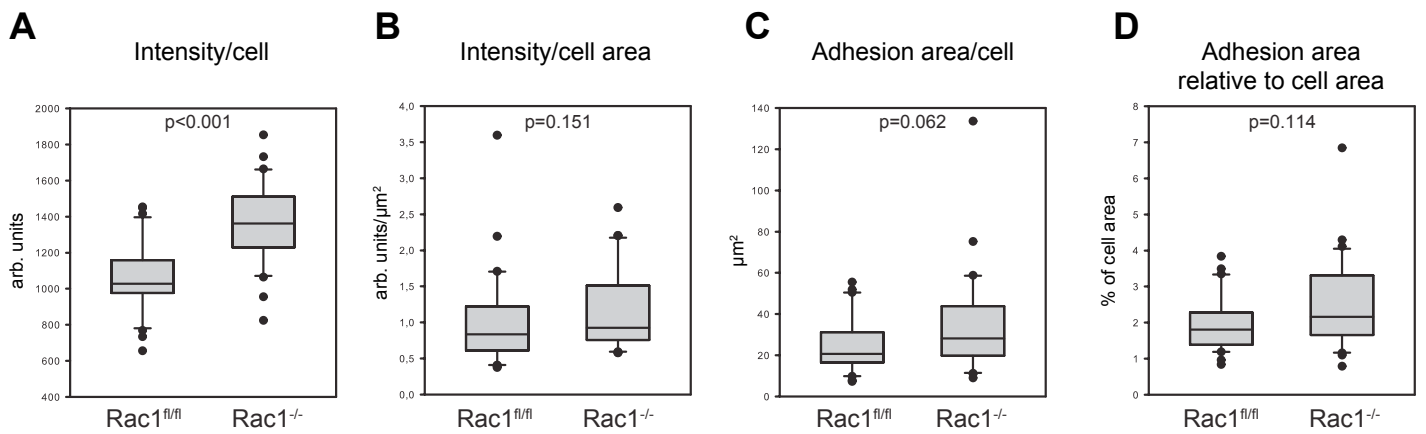 A
Intensity/cell
2000
1800
1600
1400
1200
1000
800
600
400
arb. units
p<0.001
Rac1fl/fl
Rac1-/-
B
Intensity/cell area
4,0
3,5
3,0
2,5
2,0
1,5
1,0
0,5
0,0
arb. units/µm²
p=0.151
Rac1fl/fl
Rac1-/-
C
Adhesion area/cell
140
120
100
80
60
40
20
0
µm²
p=0.062
Rac1fl/fl
Rac1-/-
D
Adhesion area
relative to cell area
8
7
6
5
4
3
2
1
0
% of cell area
p=0.114
Rac1fl/fl
Rac1-/-